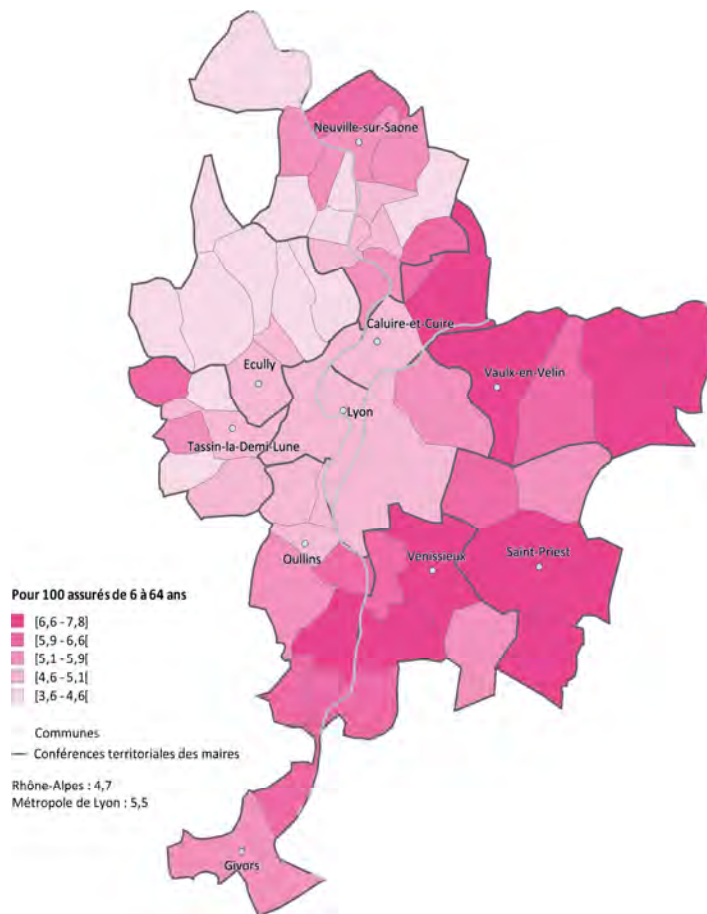 Neuville-sur-Saone
Caluire-et-Cuire
Ecully
Vaulx-en-Velin
Lyon
Tassin-la-Demi-Lune
Oullins
Vénissieux
Saint-Priest
Pour 100 assurés de 6 à 64 ans
[6,6 - 7,8]
[5,9 - 6,6[
[5,1 - 5,9[
[4,6 - 5,1[
[3,6 - 4,6[
Communes
Conférences territoriales des maires
Rhône-Alpes : 4,7
Métropole de Lyon : 5,5
Givors